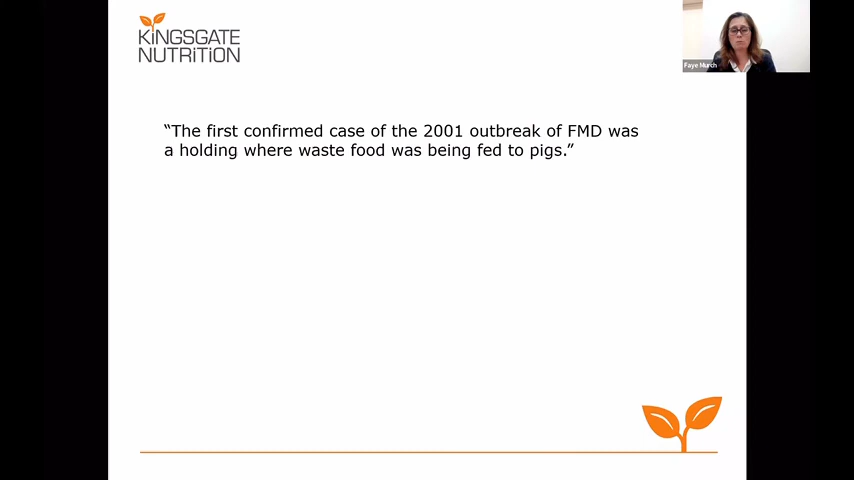 KiNGSGATE
NUTRiTiON
Faye Murch
“The first confirmed case of the 2001 outbreak of FMD was
a holding where waste food was being fed to pigs.”